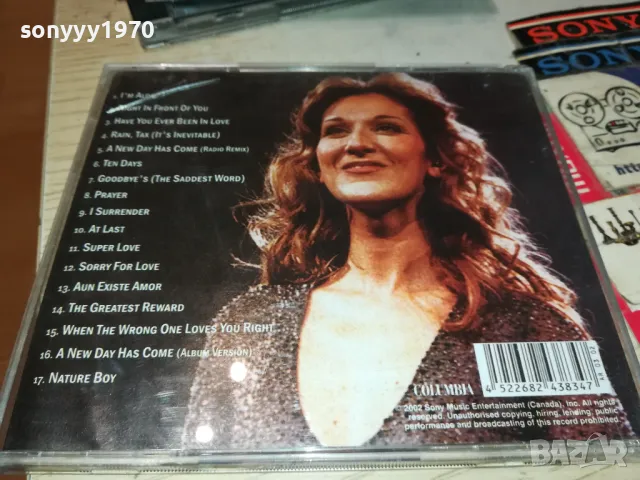 sonyyy1970
SONY
SONY
1. I'M
2. RIGHT IN FRONT OF YOU
3. HAVE YOU EVER BEEN IN LOVE
4. RAIN, TAX (IT'S INEVITABLE)
5. A NEW DAY HAS COME (RADIO REMIX)
6. TEN DAYS
7. GOODBYE'S (THE SADDEST WORD)
8. PRAYER
9. I SURRENDER
10. AT LAST
11. SUPER LOVE
12. SORRY FOR LOVE
13. AUN EXISTE AMOR
14. THE GREATEST REWARD
15. WHEN THE WRONG ONE LOVES YOU RIGHT
16. A NEW DAY HAS COME (ALBUM VERSION)
17. NATURE BOY
COLUMBIA
4 522682 438347
2002 Sony Music Entertainment (Canada), Inc. All rights
reserved. Unauthorised copying, hiring, lending, public
performance and broadcasting of this record prohibited.
BAZAR